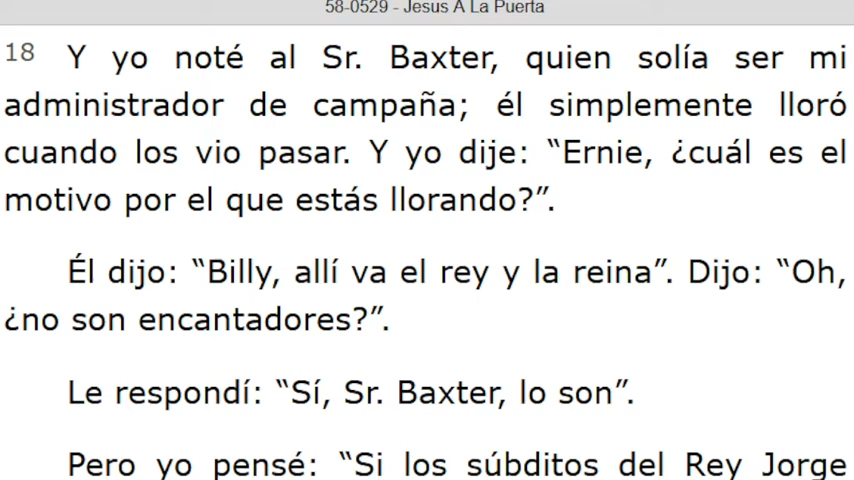 58-0529 - Jesus A La Puerta
18 Y yo noté al Sr. Baxter, quien solía ser mi
administrador de campaña; él simplemente lloró
cuando los vio pasar. Y yo dije: “Ernie, ¿cuál es el
motivo por el que estás llorando?”.
Él dijo: “Billy, allí va el rey y la reina”. Dijo: “Oh,
¿no son encantadores?”.
Le respondí: “Sí, Sr. Baxter, lo son”.
Pero yo pensé: “Si los súbditos del Rey Jorge